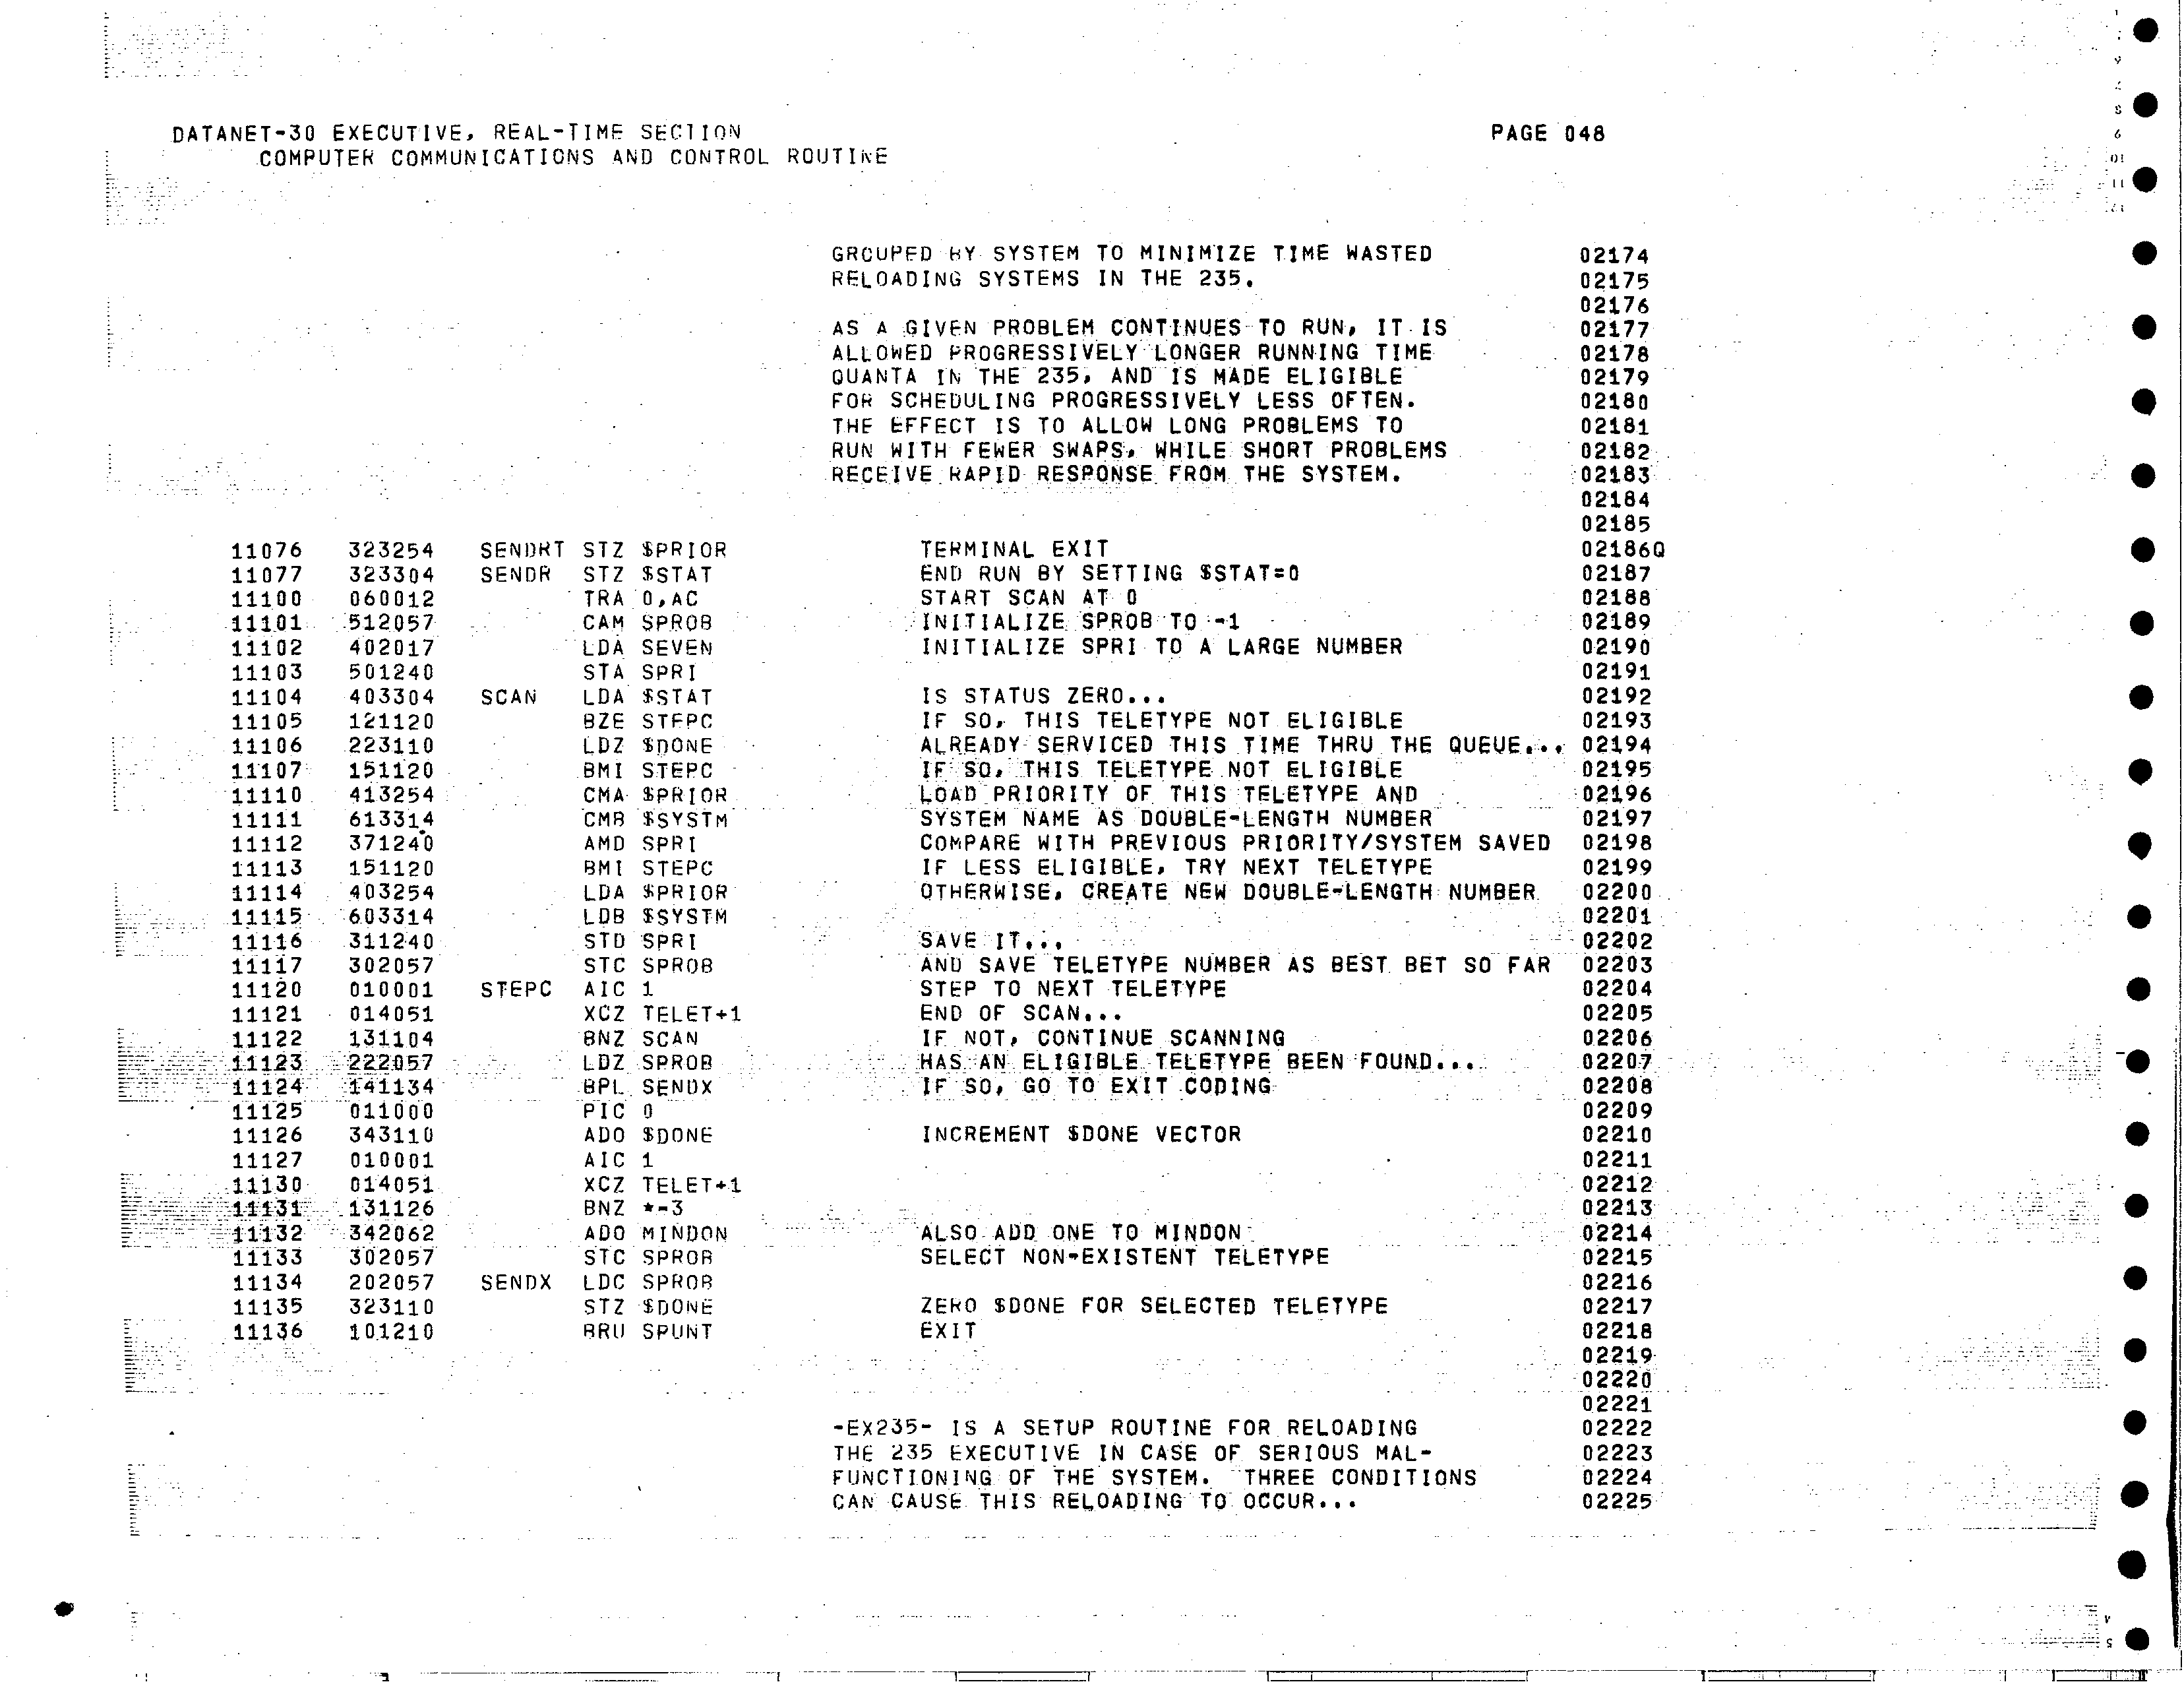 DATANET-30 EXECUTIVE, REAL-TIME SECTION PAGE 048
COMPUTER COMMUNICATIONS AND CONTROL ROUTINE
GROUPED BY SYSTEM TO MINIMIZE TIME WASTED 02174
RELOADING SYSTEMS IN THE 235. 02175
02176
AS A GIVEN PROBLEM CONTINUES TO RUN, IT IS 02177
ALLOWED PROGRESSIVELY LONGER RUNNING TIME 02178
QUANTA IN THE 235, AND IS MADE ELIGIBLE 02179
FOR SCHEDULING PROGRESSIVELY LESS OFTEN. 02180
THE EFFECT IS TO ALLOW LONG PROBLEMS TO 02181
RUN WITH FEWER SWAPS, WHILE SHORT PROBLEMS 02182
RECEIVE RAPID RESPONSE FROM THE SYSTEM. 02183
02184
02185
11076 323254 SENDRT STZ $PRIOR TERMINAL EXIT 02186Q
11077 323304 SENDR STZ $STAT END RUN BY SETTING $STAT=0 02187
11100 060012 TRA 0,AC START SCAN AT 0 02188
11101 512057 CAM SPROB INITIALIZE SPROB TO -1 02189
11102 402017 LDA SEVEN INITIALIZE SPRI TO A LARGE NUMBER 02190
11103 501240 STA SPRI 02191
11104 403304 SCAN LDA $STAT IS STATUS ZERO... 02192
11105 121120 BZE STEPC IF SO, THIS TELETYPE NOT ELIGIBLE 02193
11106 223110 LDZ $DONE ALREADY SERVICED THIS TIME THRU THE QUEUE... 02194
11107 151120 BMI STEPC IF SO, THIS TELETYPE NOT ELIGIBLE 02195
11110 413254 CMA $PRIOR LOAD PRIORITY OF THIS TELETYPE AND 02196
11111 613314 CMB $SYSTM SYSTEM NAME AS DOUBLE-LENGTH NUMBER 02197
11112 371240 AMD SPRI COMPARE WITH PREVIOUS PRIORITY/SYSTEM SAVED 02198
11113 151120 BMI STEPC IF LESS ELIGIBLE, TRY NEXT TELETYPE 02199
11114 403254 LDA $PRIOR OTHERWISE, CREATE NEW DOUBLE-LENGTH NUMBER 02200
11115 603314 LDB $SYSTM 02201
11116 311240 STD SPRI SAVE IT... 02202
11117 302057 STC SPROB AND SAVE TELETYPE NUMBER AS BEST BET SO FAR 02203
11120 010001 STEPC AIC 1 STEP TO NEXT TELETYPE 02204
11121 014051 XCZ TELET+1 END OF SCAN... 02205
11122 131104 BNZ SCAN IF NOT, CONTINUE SCANNING 02206
11123 222057 LDZ SPROB HAS AN ELIGIBLE TELETYPE BEEN FOUND... 02207
11124 141134 BPL SENDX IF SO, GO TO EXIT CODING 02208
11125 011000 PIC 0 02209
11126 343110 ADO $DONE INCREMENT $DONE VECTOR 02210
11127 010001 AIC 1 02211
11130 014051 XCZ TELET+1 02212
11131 131126 BNZ *-3 02213
11132 342062 ADO MINDON ALSO ADD ONE TO MINDON 02214
11133 302057 STC SPROB SELECT NON-EXISTENT TELETYPE 02215
11134 202057 SENDX LDC SPROB 02216
11135 323110 STZ $DONE ZERO $DONE FOR SELECTED TELETYPE 02217
11136 101210 BRU SPUNT EXIT 02218
02219
02220
02221
-EX235- IS A SETUP ROUTINE FOR RELOADING 02222
THE 235 EXECUTIVE IN CASE OF SERIOUS MAL- 02223
FUNCTIONING OF THE SYSTEM. THREE CONDITIONS 02224
CAN CAUSE THIS RELOADING TO OCCUR... 02225